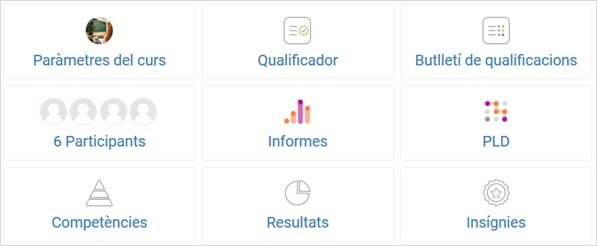 Paràmetres del curs
Qualificador
Butlletí de qualificacions
6 Participants
Informes
PLD
Competències
Resultats
Insígnies